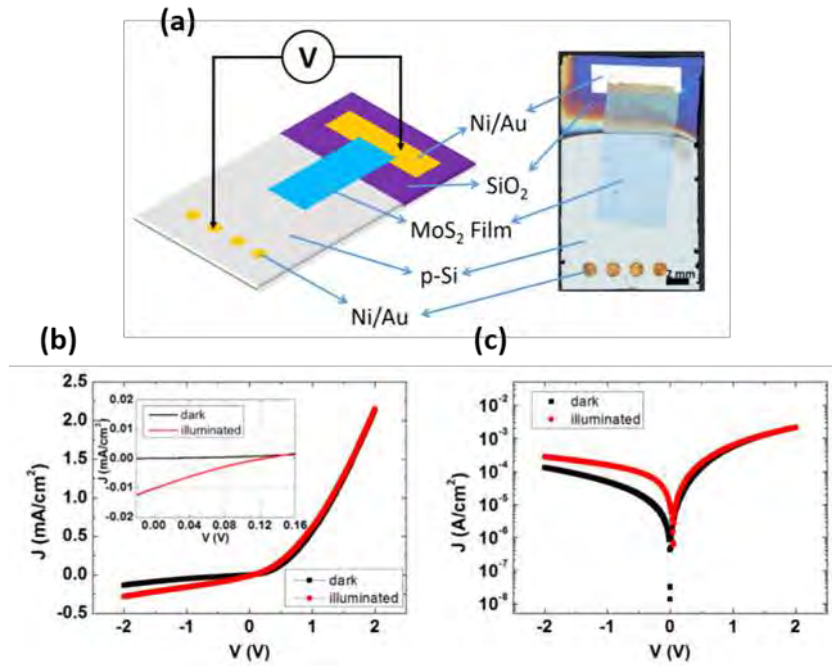 (a)
V
Ni/Au
SiO2
MoS2 Film
p-Si
Ni/Au
2 mm
(b)
(c)
2.5
2.0
1.5
1.0
0.5
0.0
-0.5
J (mA/cm2)
0.02
0.01
0.00
-0.01
-0.02
J (mA/cm2)
dark
illuminated
0.00 0.04 0.08 0.12 0.16
V (V)
dark
illuminated
-2 -1 0 1 2
V (V)
10-2
10-3
10-4
10-5
10-6
10-7
10-8
J (A/cm2)
dark
illuminated
-2 -1 0 1 2
V (V)